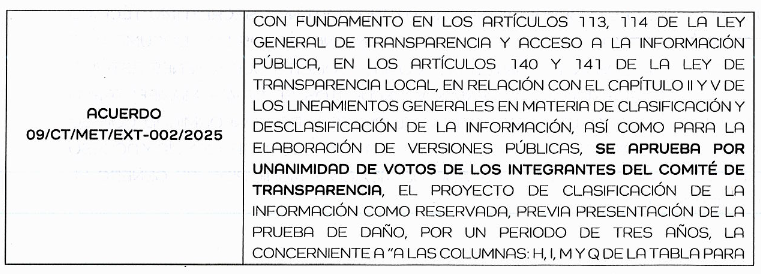 ACUERDO
09/CT/MET/EXT-002/2025
CON FUNDAMENTO EN LOS ARTÍCULOS 113, 114 DE LA LEY
GENERAL DE TRANSPARENCIA Y ACCESO A LA INFORMACIÓN
PÚBLICA, EN LOS ARTÍCULOS 140 Y 141 DE LA LEY DE
TRANSPARENCIA LOCAL, EN RELACIÓN CON EL CAPÍTULO II Y V DE
LOS LINEAMIENTOS GENERALES EN MATERIA DE CLASIFICACIÓN Y
DESCLASIFICACIÓN DE LA INFORMACIÓN, ASÍ COMO PARA LA
ELABORACIÓN DE VERSIONES PÚBLICAS, SE APRUEBA POR
UNANIMIDAD DE VOTOS DE LOS INTEGRANTES DEL COMITÉ DE
TRANSPARENCIA, EL PROYECTO DE CLASIFICACIÓN DE LA
INFORMACIÓN COMO RESERVADA, PREVIA PRESENTACIÓN DE LA
PRUEBA DE DAÑO, POR UN PERIODO DE TRES AÑOS, LA
CONCERNIENTE A "A LAS COLUMNAS: H, I, M Y Q DE LA TABLA PARA